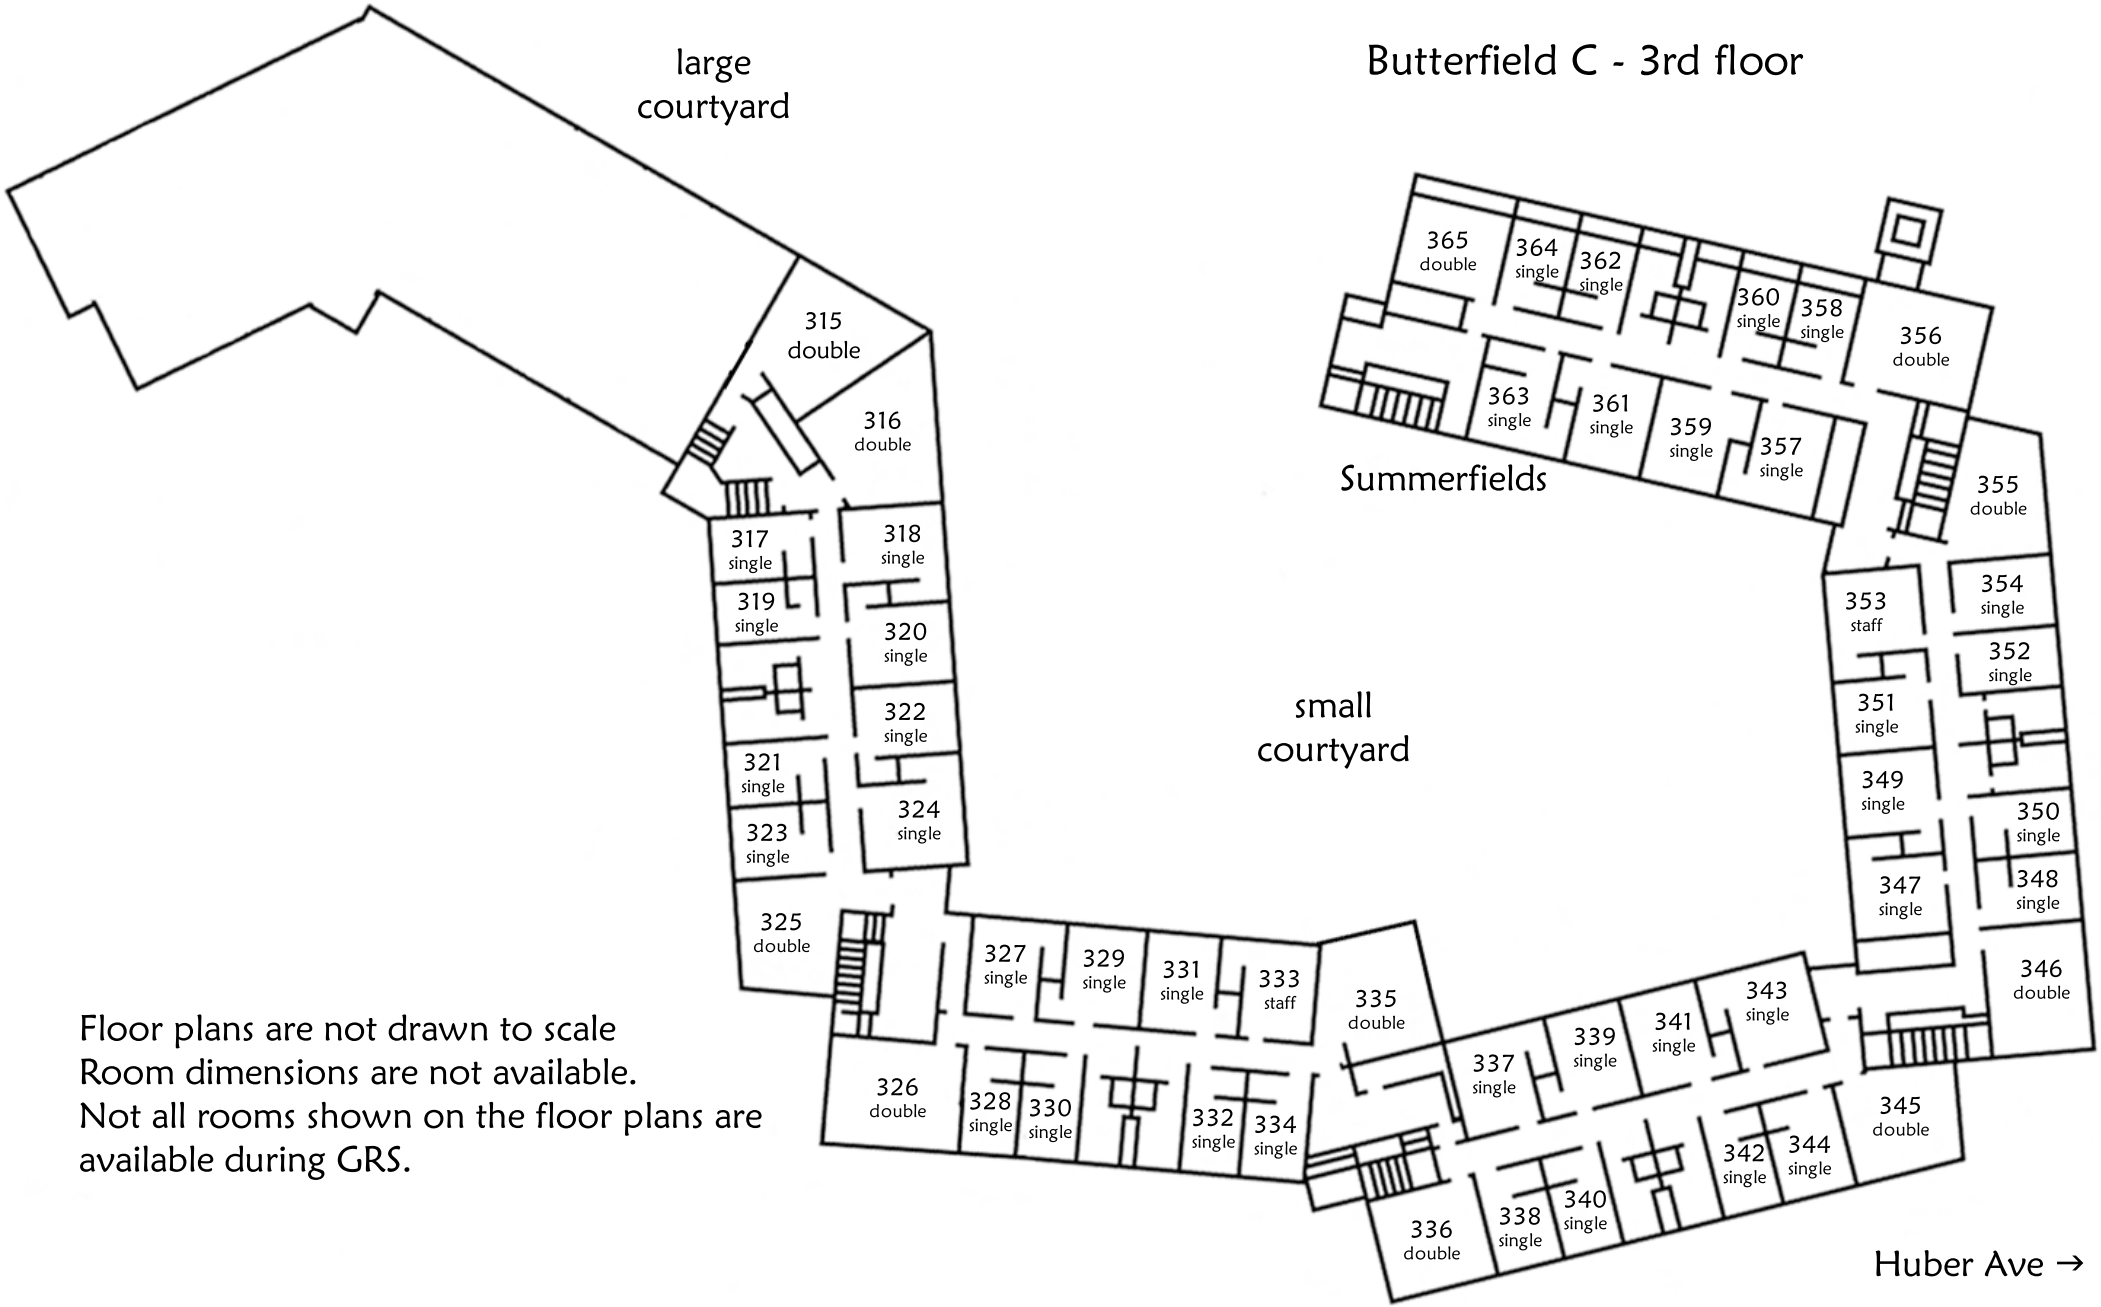 large
courtyard
Butterfield C - 3rd floor
315
double
316
double
317
single
318
single
319
single
320
single
321
single
322
single
323
single
324
single
325
double
326
double
327
single
328
single
329
single
330
single
331
single
332
single
333
staff
334
single
335
double
336
double
337
single
338
single
339
single
340
single
341
single
342
single
343
single
344
single
345
double
346
double
347
single
348
single
349
single
350
single
351
single
352
single
353
staff
354
single
355
double
356
double
357
single
358
single
359
single
360
single
361
single
362
single
363
single
364
single
365
double
Summerfields
small
courtyard
Floor plans are not drawn to scale
Room dimensions are not available.
Not all rooms shown on the floor plans are
available during GRS.
Huber Ave →